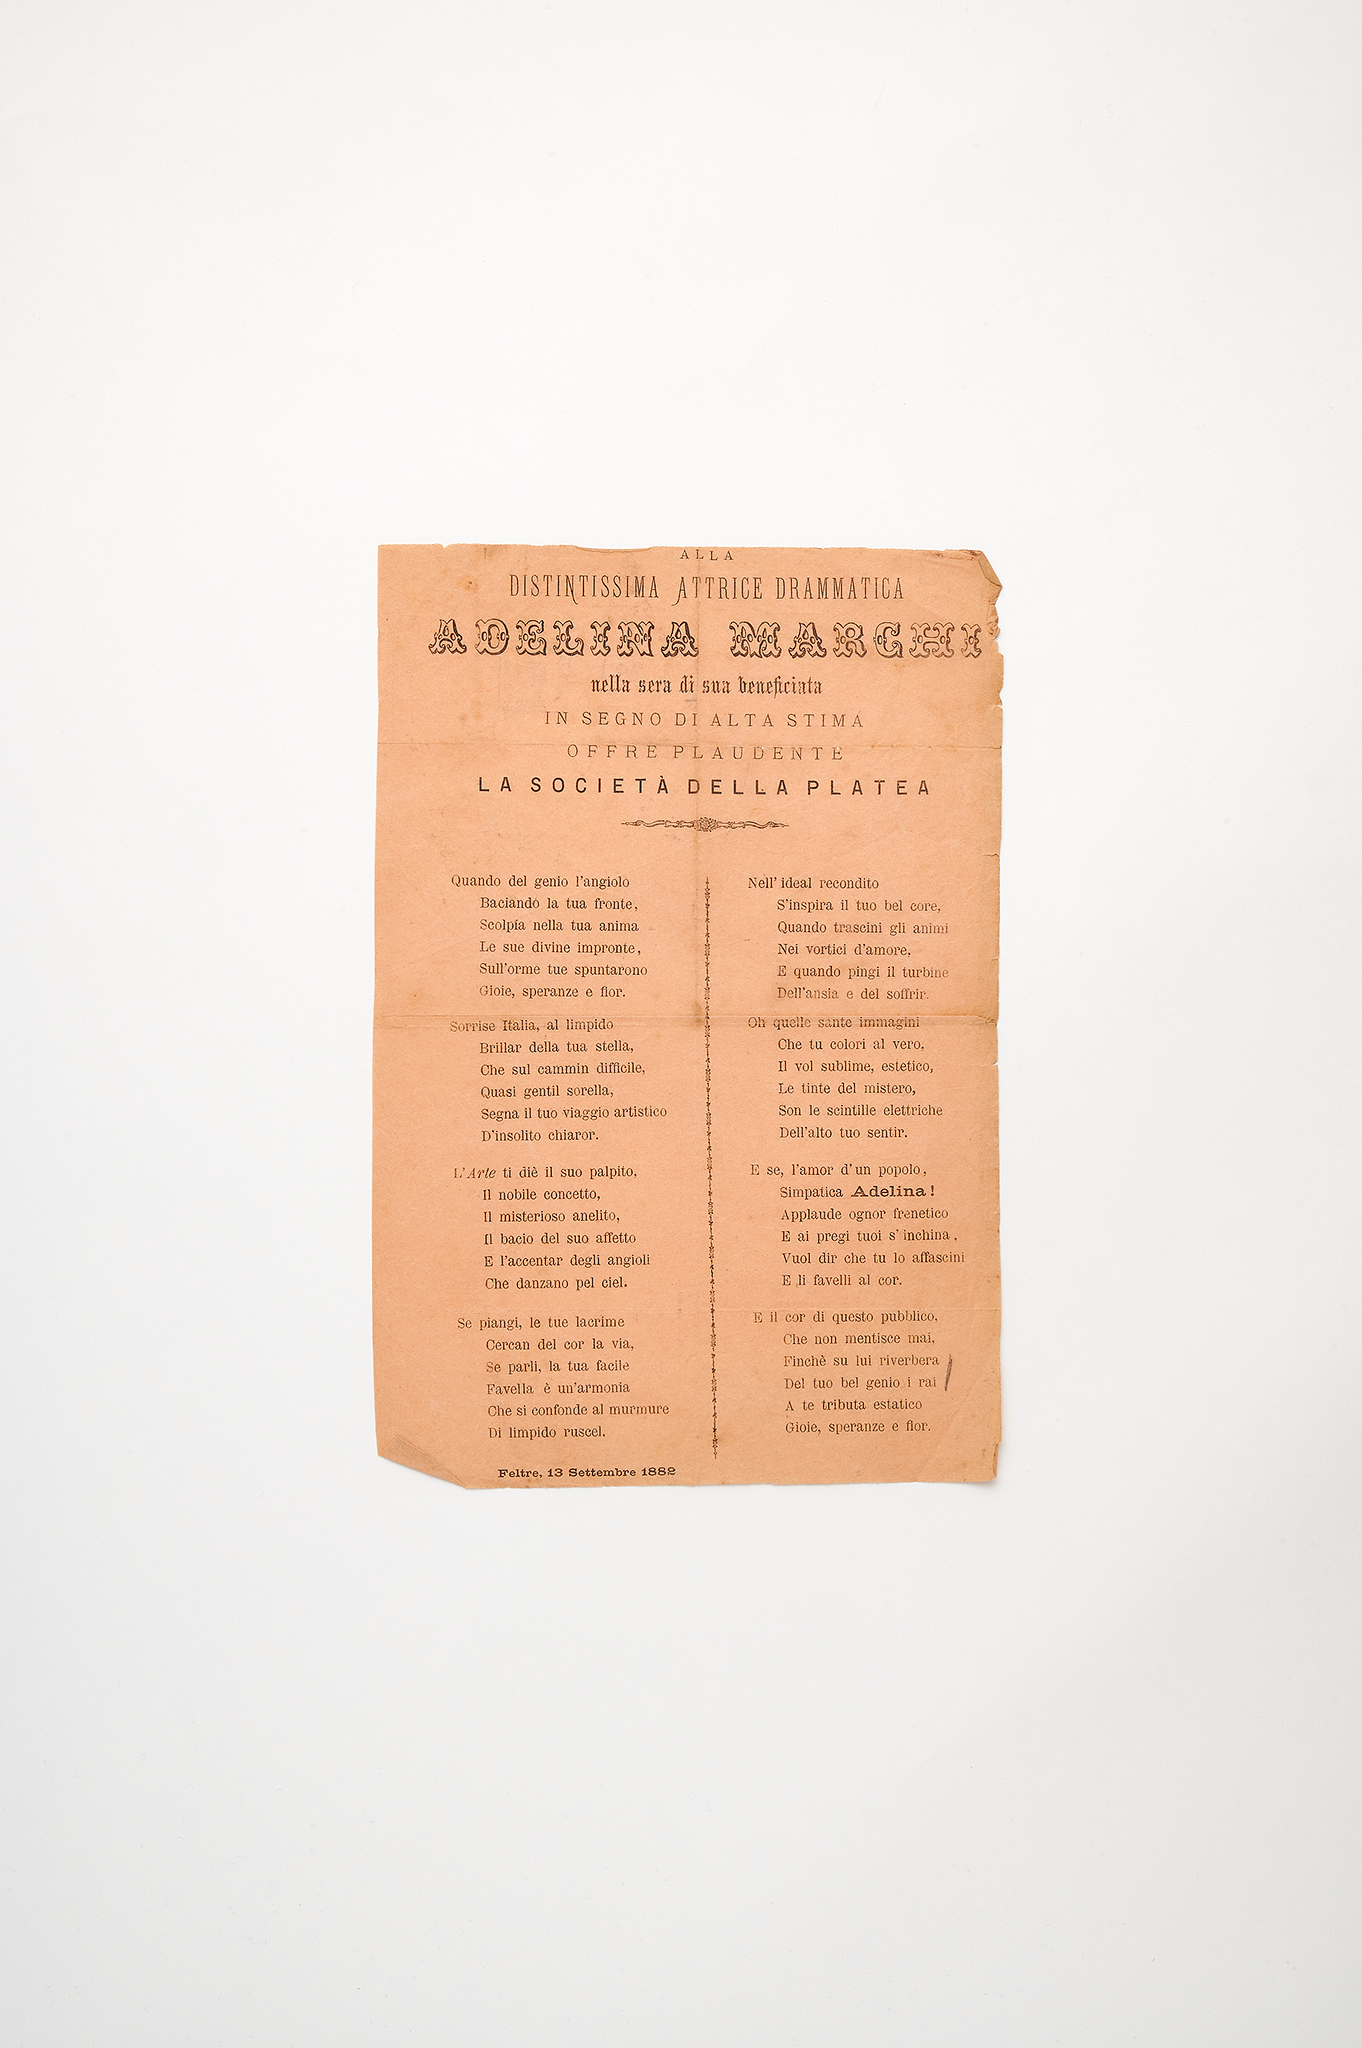 ALLA
DISTINTISSIMA ATTRICE DRAMMATICA
ADELINA MARCHI
nella sera di sua beneficiata
IN SEGNO DI ALTA STIMA
OFFRE PLAUDENTE
LA SOCIETÀ DELLA PLATEA
Quando del genio l'angiolo
Baciando la tua fronte,
Scolpía nella tua anima
Le sue divine impronte,
Sull'orme tue spuntarono
Gioie, speranze e fior.
Sorrise Italia, al limpido
Brillar della tua stella,
Che sul cammin difficile,
Quasi gentil sorella,
Segna il tuo viaggio artistico
D'insolito chiaror.
L'Arte ti diè il suo palpito,
Il nobile concetto,
Il misterioso anelito,
Il bacio del suo affetto
E l'accentar degli angioli
Che danzano pel ciel.
Se piangi, le tue lacrime
Cercan del cor la via,
Se parli, la tua facile
Favella è un'armonia
Che si confonde al murmure
Di limpido ruscel.
Nell'ideal recondito
S'inspira il tuo bel core,
Quando trascini gli animi
Nei vortici d'amore,
E quando pingi il turbine
Dell'ansia e del soffrir.
Oh quelle sante immagini
Che tu colori al vero,
Il vol sublime, estetico,
Le tinte del mistero,
Son le scintille elettriche
Dell'alto tuo sentir.
E se, l'amor d'un popolo,
Simpatica Adelina!
Applaude ognor frenetico
E ai pregi tuoi s'inchina,
Vuol dir che tu lo affascini
E li favelli al cor.
E il cor di questo pubblico,
Che non mentisce mai,
Finchè su lui riverbera
Del tuo bel genio i rai
A te tributa estatico
Gioie, speranze e fior.
Feltre, 13 Settembre 1882